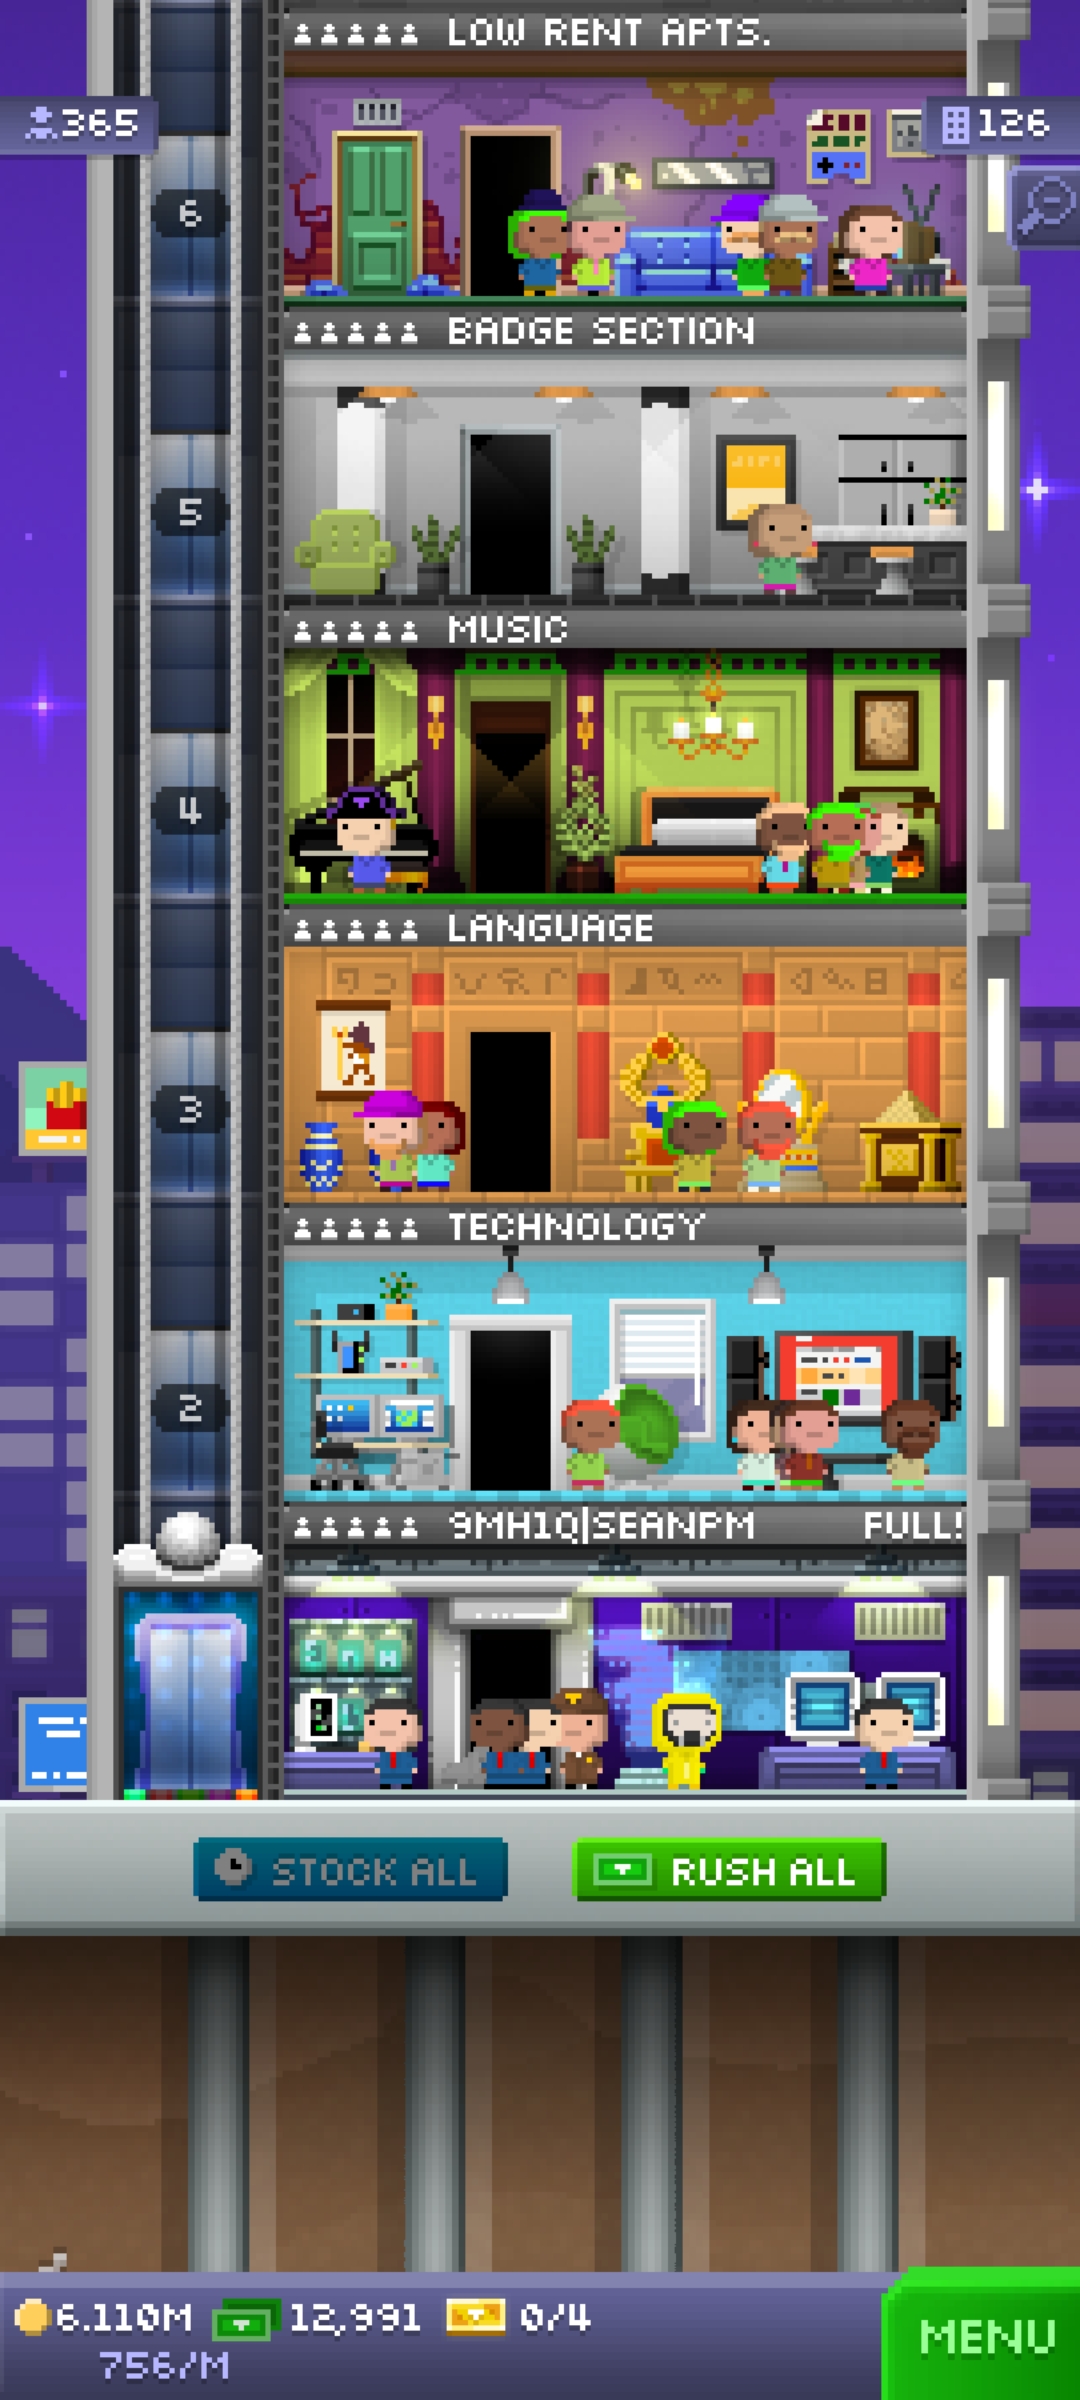 LOW RENT APTS.
365
126
6
BADGE SECTION
5
MUSIC
4
LANGUAGE
3
TECHNOLOGY
2
9MH1Q|SEANPM FULL!
STOCK ALL
RUSH ALL
6.110M 12,991 0/4
756/M
MENU